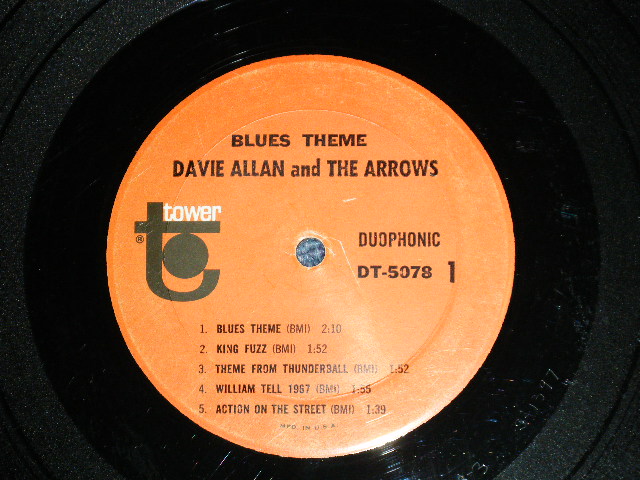 BLUES THEME
DAVIE ALLAN and THE ARROWS
tower
®
DUOPHONIC
DT-5078 1
1. BLUES THEME (BMI) 2:10
2. KING FUZZ (BMI) 1:52
3. THEME FROM THUNDERBALL (BMI) 1:52
4. WILLIAM TELL 1967 (BMI) 1:55
5. ACTION ON THE STREET (BMI) 1:39
MFD. IN U.S.A.